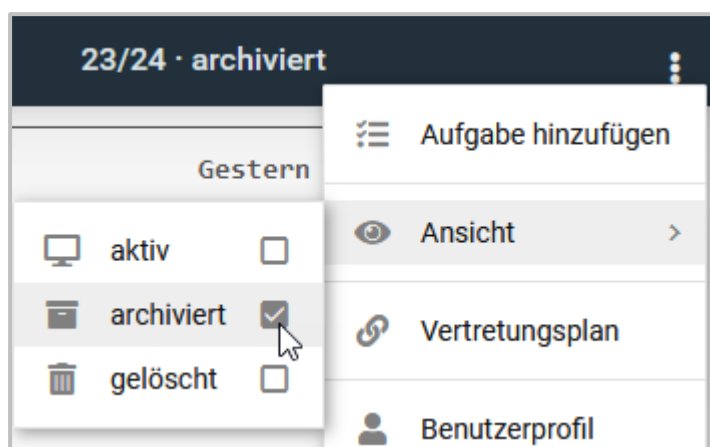 23/24 · archiviert
Aufgabe hinzufügen
Gestern
Ansicht
aktiv
archiviert
gelöscht
Vertretungsplan
Benutzerprofil